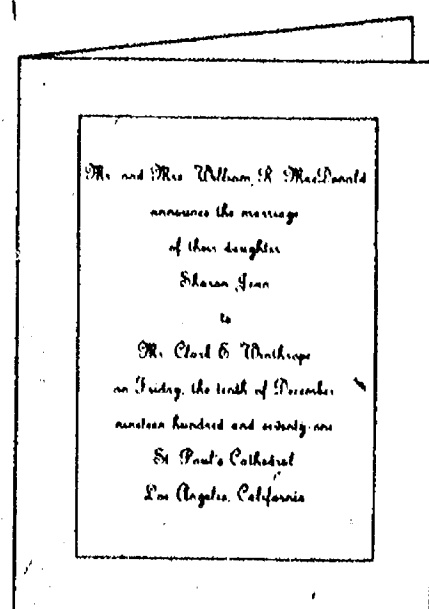 Mr. and Mrs. William R. MacDonald
announce the marriage
of their daughter
Sharon Jean
to
Mr. Clark E. Winthrope
on Friday, the tenth of December
nineteen hundred and seventy-one
St. Paul's Cathedral
Los Angeles, California